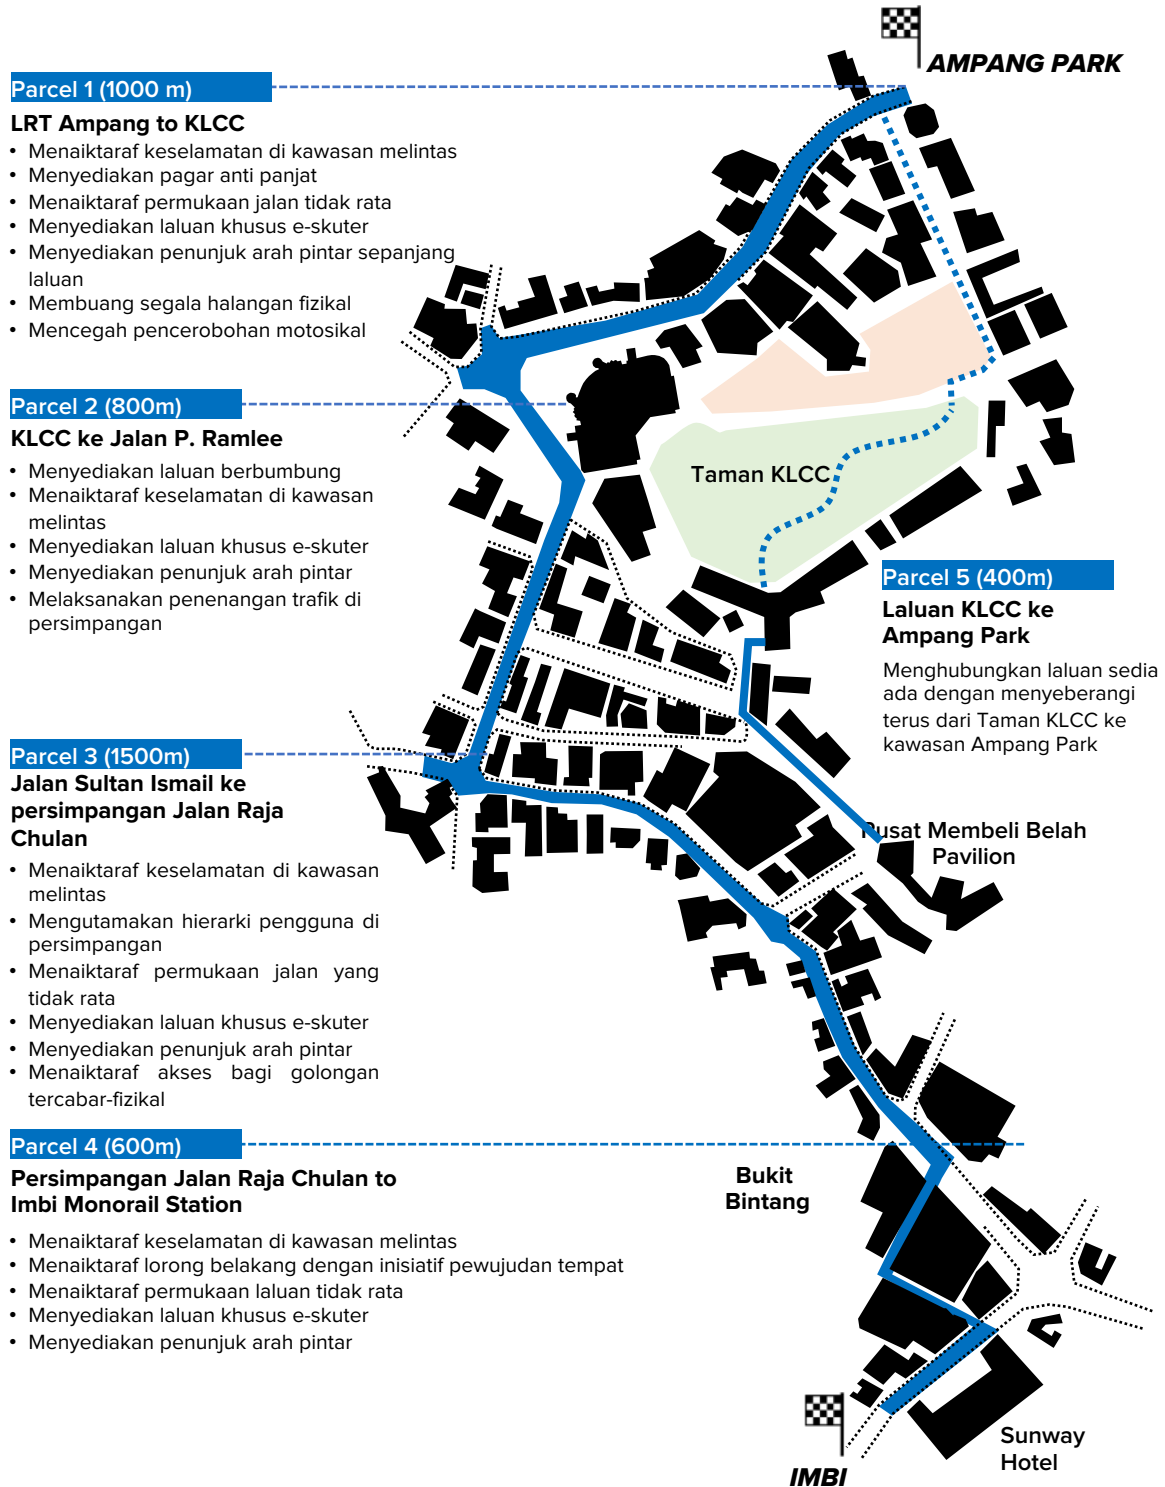 AMPANG PARK
Parcel 1 (1000 m)
LRT Ampang to KLCC
• Menaiktaraf keselamatan di kawasan melintas
• Menyediakan pagar anti panjat
• Menaiktaraf permukaan jalan tidak rata
• Menyediakan laluan khusus e-skuter
• Menyediakan penunjuk arah pintar sepanjang
laluan
• Membuang segala halangan fizikal
• Mencegah pencerobohan motosikal
Parcel 2 (800m)
KLCC ke Jalan P. Ramlee
• Menyediakan laluan berbumbung
• Menaiktaraf keselamatan di kawasan
melintas
• Menyediakan laluan khusus e-skuter
• Menyediakan penunjuk arah pintar
• Melaksanakan penenangan trafik di
persimpangan
Taman KLCC
Parcel 5 (400m)
Laluan KLCC ke
Ampang Park
Menghubungkan laluan sedia
ada dengan menyeberangi
terus dari Taman KLCC ke
kawasan Ampang Park
Parcel 3 (1500m)
Jalan Sultan Ismail ke
persimpangan Jalan Raja
Chulan
• Menaiktaraf keselamatan di kawasan
melintas
• Mengutamakan hierarki pengguna di
persimpangan
• Menaiktaraf permukaan jalan yang
tidak rata
• Menyediakan laluan khusus e-skuter
• Menyediakan penunjuk arah pintar
• Menaiktaraf akses bagi golongan
tercabar-fizikal
Pusat Membeli Belah
Pavilion
Parcel 4 (600m)
Persimpangan Jalan Raja Chulan to
Imbi Monorail Station
• Menaiktaraf keselamatan di kawasan melintas
• Menaiktaraf lorong belakang dengan inisiatif pewujudan tempat
• Menaiktaraf permukaan laluan tidak rata
• Menyediakan laluan khusus e-skuter
• Menyediakan penunjuk arah pintar
Bukit
Bintang
Sunway
Hotel
IMBI